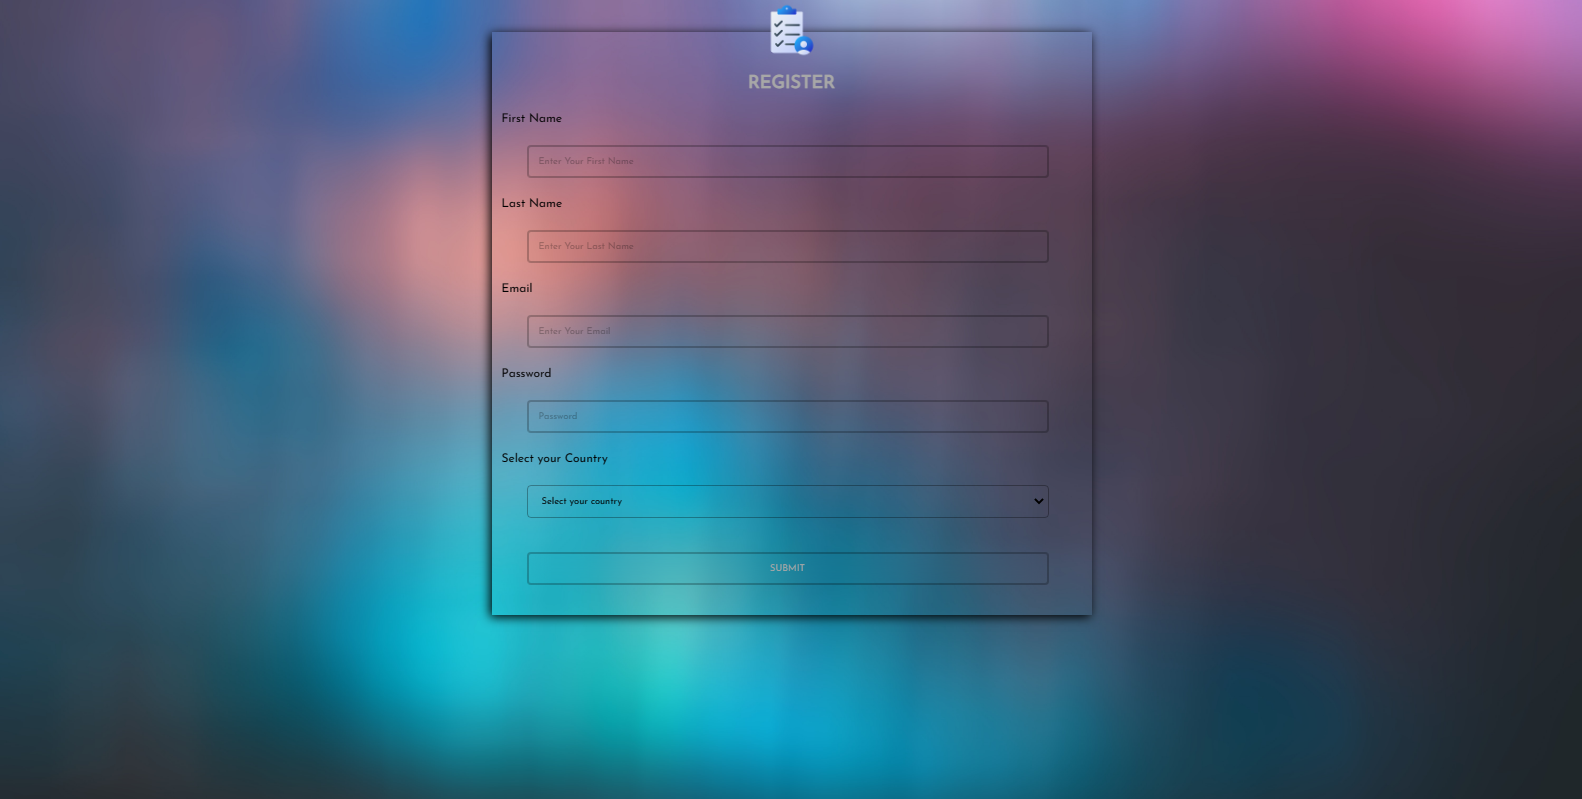 REGISTER
First Name
Enter Your First Name
Last Name
Enter Your Last Name
Email
Enter Your Email
Password
Password
Select your Country
Select your country
SUBMIT